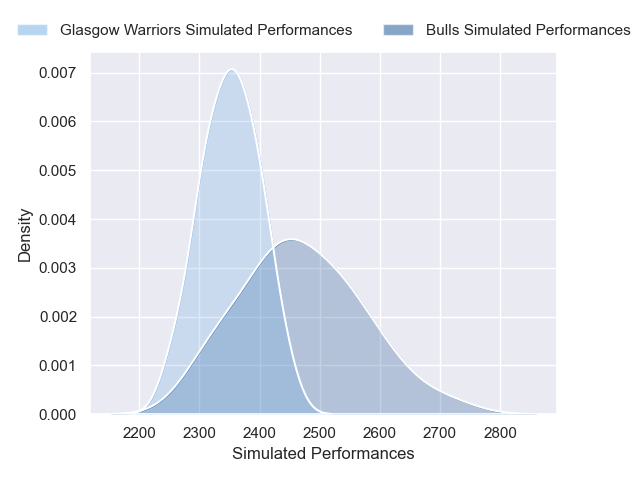 Glasgow Warriors Simulated Performances Bulls Simulated Performances
0.007
0.006
0.005
0.004
0.003
0.002
0.001
0.000
Density
2200 2300 2400 2500 2600 2700 2800
Simulated Performances